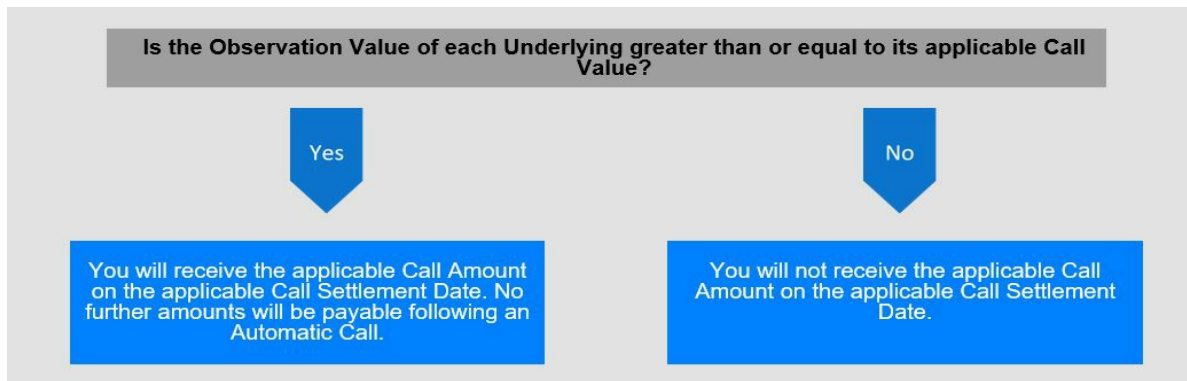 Is the Observation Value of each Underlying greater than or equal to its applicable Call
Value?
Yes
No
You will receive the applicable Call Amount
on the applicable Call Settlement Date. No
further amounts will be payable following an
Automatic Call.
You will not receive the applicable Call
Amount on the applicable Call Settlement
Date.